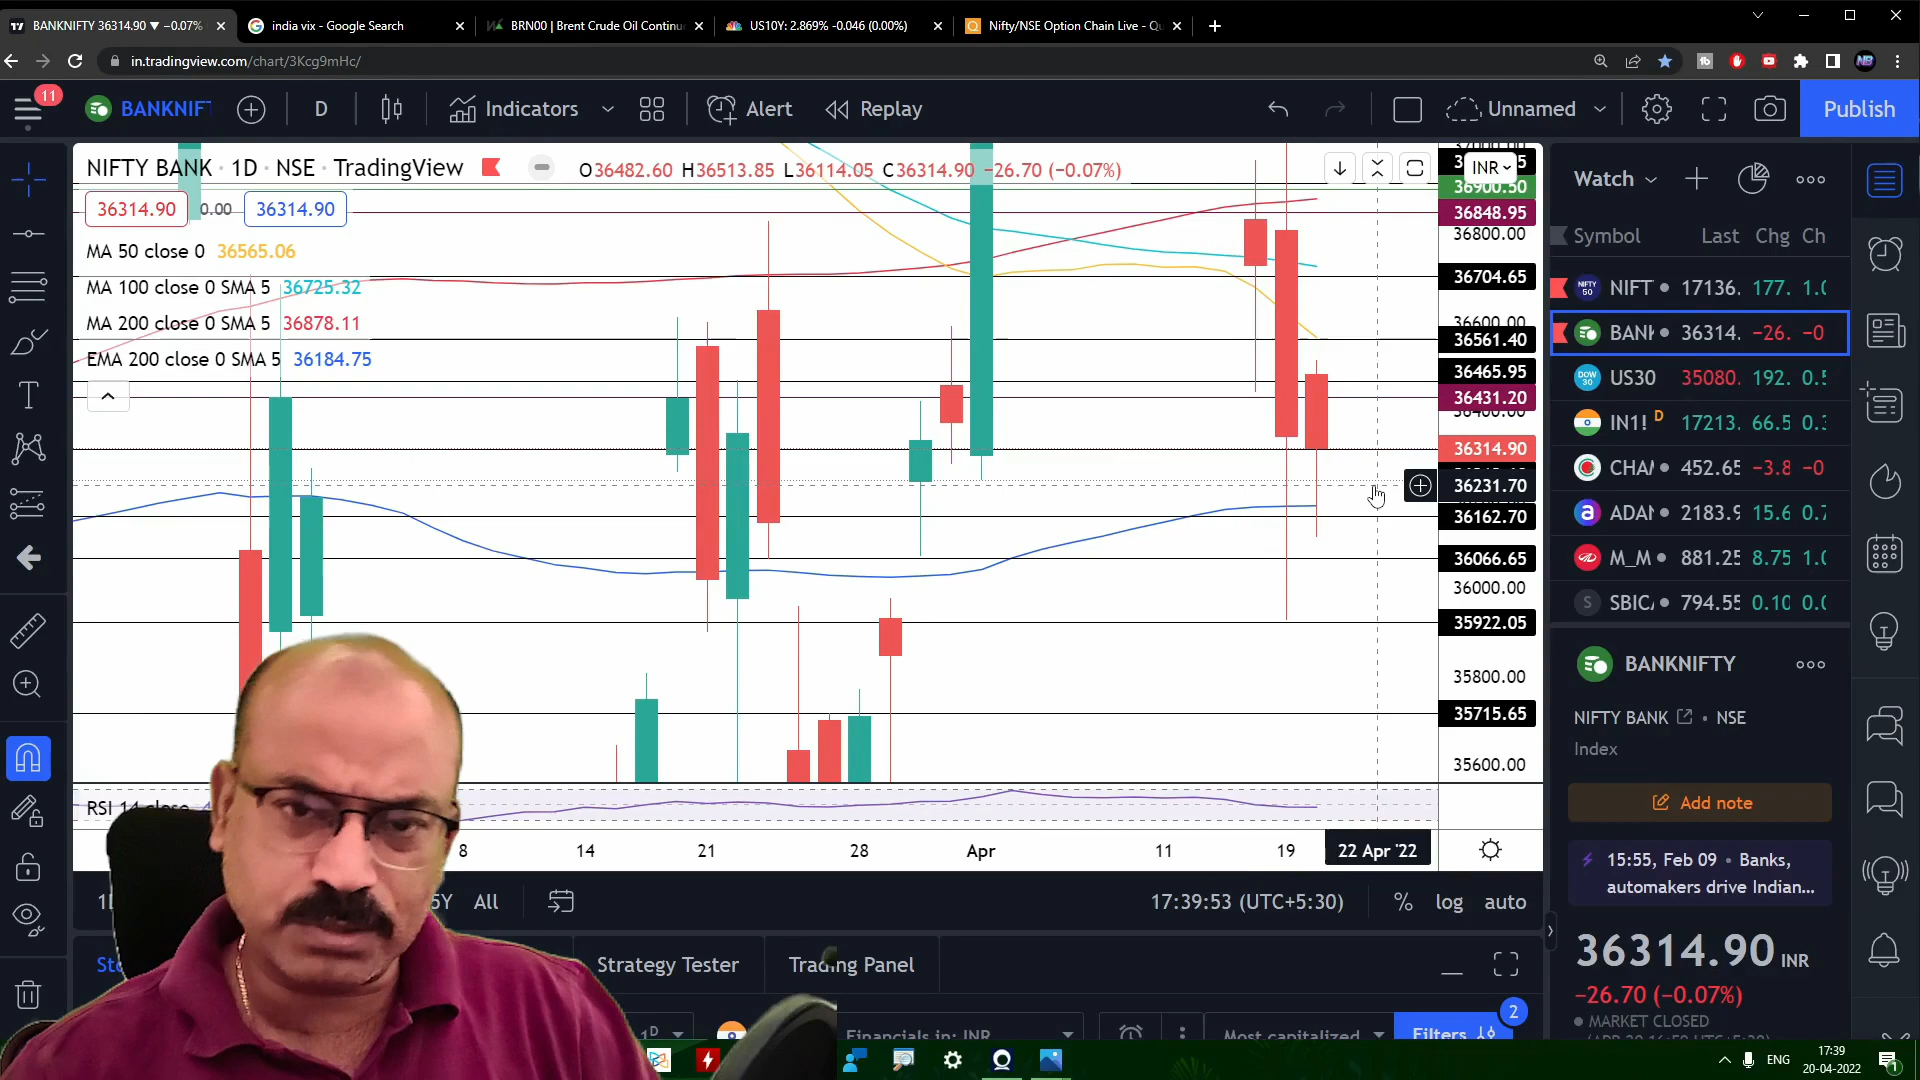 BANKNIFTY 36314.90 ▼ −0.07%
india vix - Google Search
BRN00 | Brent Crude Oil Continu
US10Y: 2.869% -0.046 (0.00%)
Nifty/NSE Option Chain Live - Qu
in.tradingview.com/chart/3Kcg9mHc/
11
BANKNIFT
D
Indicators
Alert
Replay
Unnamed
Publish
NIFTY BANK · 1D · NSE · TradingView
O36482.60 H36513.85 L36114.05 C36314.90 −26.70 (−0.07%)
INR
36314.90
0.00
36314.90
MA 50 close 0 36565.06
MA 100 close 0 SMA 5 36725.32
MA 200 close 0 SMA 5 36878.11
EMA 200 close 0 SMA 5 36184.75
36900.50
36848.95
36800.00
36704.65
36600.00
36561.40
36465.95
36431.20
36400.00
36314.90
36231.70
36162.70
36066.65
36000.00
35922.05
35800.00
35715.65
35600.00
RSI 14 close
8
14
21
28
Apr
11
19
22 Apr '22
5Y
All
17:39:53 (UTC+5:30)
%
log
auto
Strategy Tester
Trading Panel
1D
Financials in: INR
Most capitalized
Filters
2
Watch
Symbol Last Chg Ch
NIFT 17136. 177. 1.0
BANK 36314. −26. −0
US30 35080. 192. 0.5
IN1! D 17213. 66.5 0.3
CHAI 452.65 −3.8 −0
ADAN 2183.9 15.6 0.7
M_M 881.25 8.75 1.0
S SBIC 794.55 0.10 0.0
BANKNIFTY
NIFTY BANK • NSE
Index
Add note
15:55, Feb 09 • Banks,
automakers drive Indian...
36314.90 INR
−26.70 (−0.07%)
MARKET CLOSED
ENG
17:39
20-04-2022
1